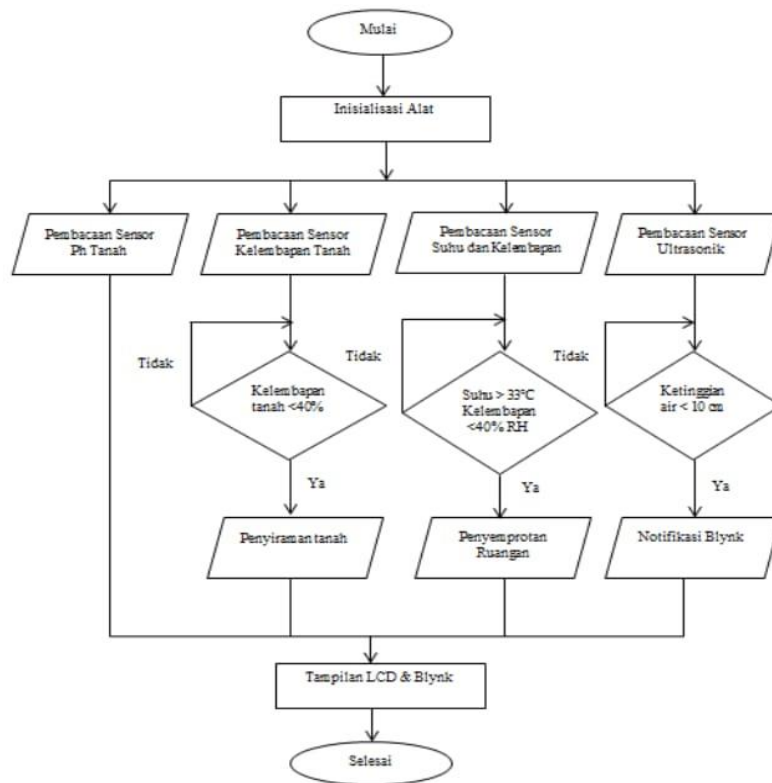 Mulai
Inisialisasi Alat
Pembacaan Sensor
Ph Tanah
Pembacaan Sensor
Kelembapan Tanah
Pembacaan Sensor
Suhu dan Kelembapan
Pembacaan Sensor
Ultrasonik
Tidak
Kelembapan
tanah <40%
Ya
Tidak
Suhu > 33°C
Kelembapan
<40% RH
Ya
Tidak
Ketinggian
air < 10 cm
Ya
Penyiraman tanah
Penyemprotan
Ruangan
Notifikasi Blynk
Tampilan LCD & Blynk
Selesai